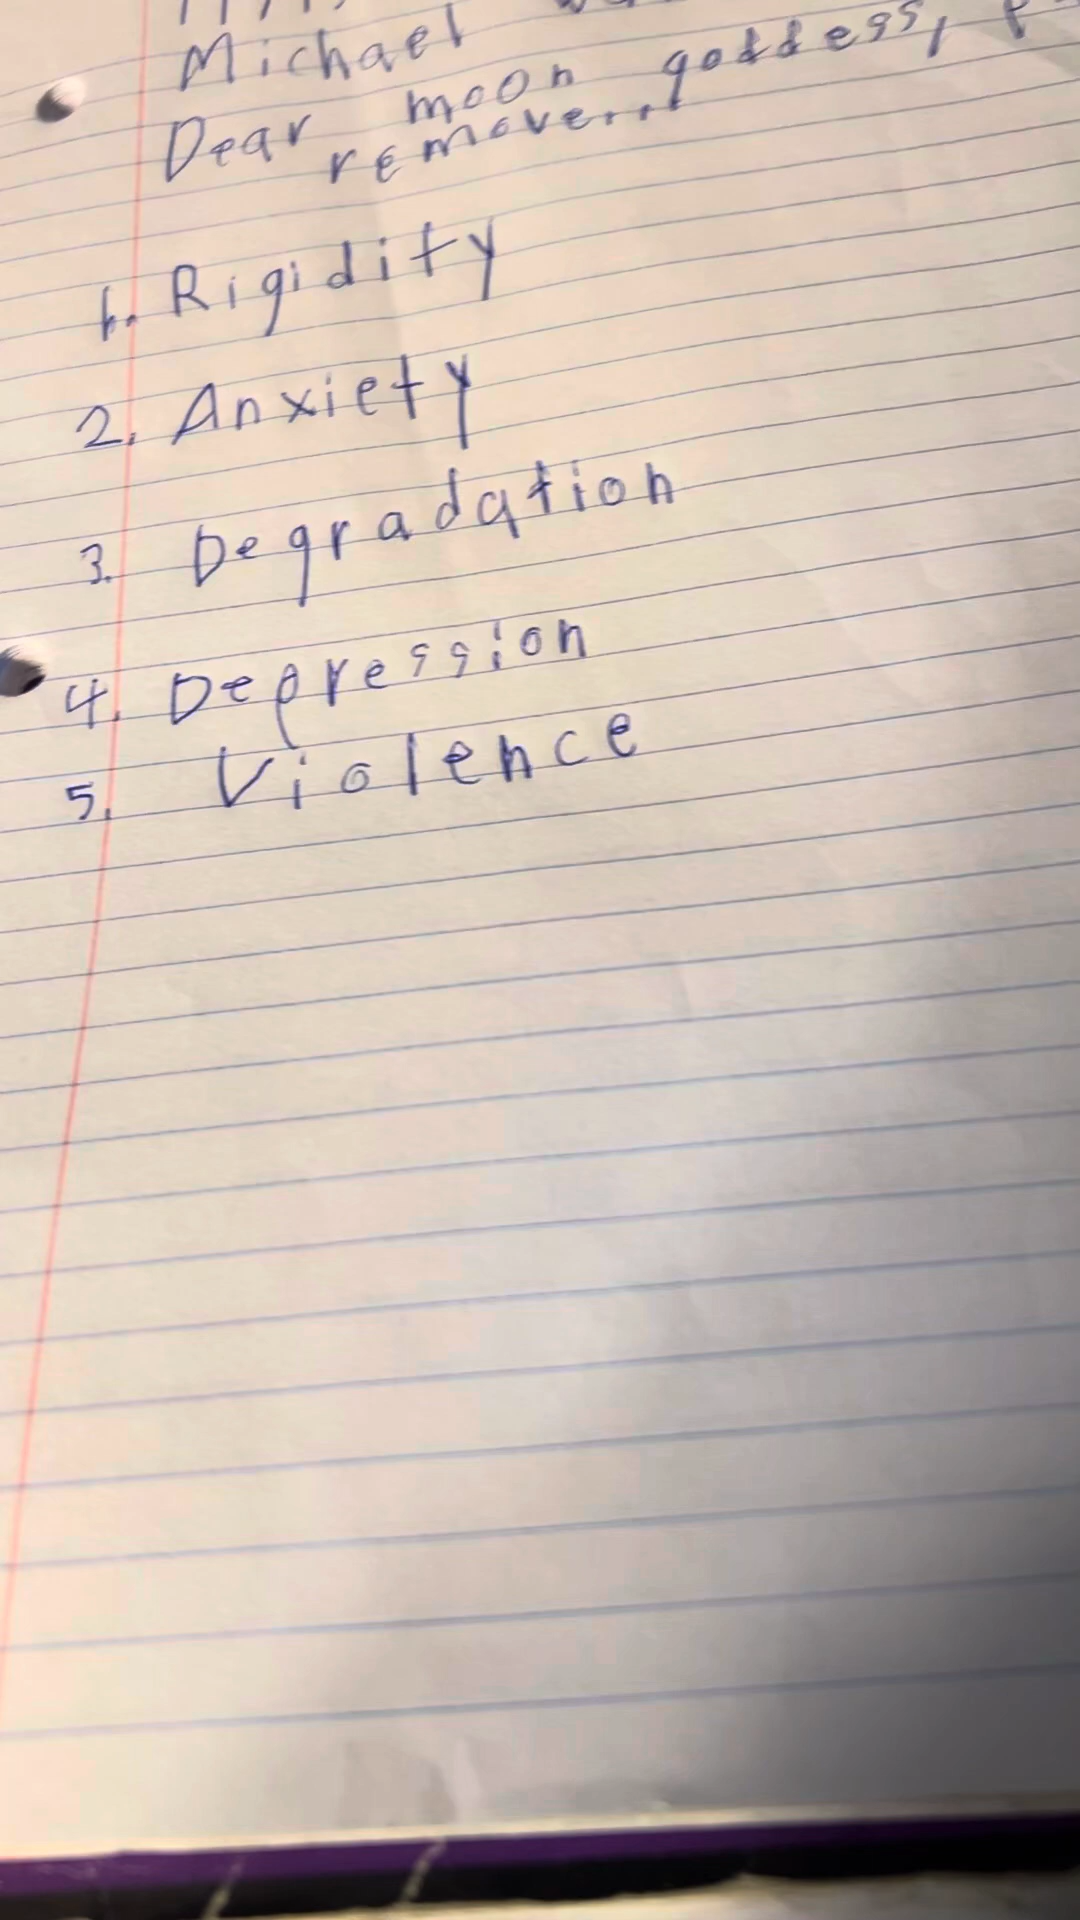 Michael
Dear moon goddess,
remove...
1. Rigidity
2. Anxiety
3. Degradation
4. Depression
5. Violence